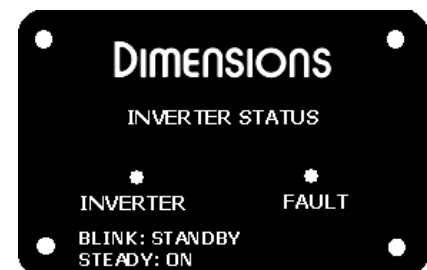 DIMENSIONS
INVERTER STATUS
INVERTER FAULT
BLINK: STANDBY
STEADY: ON